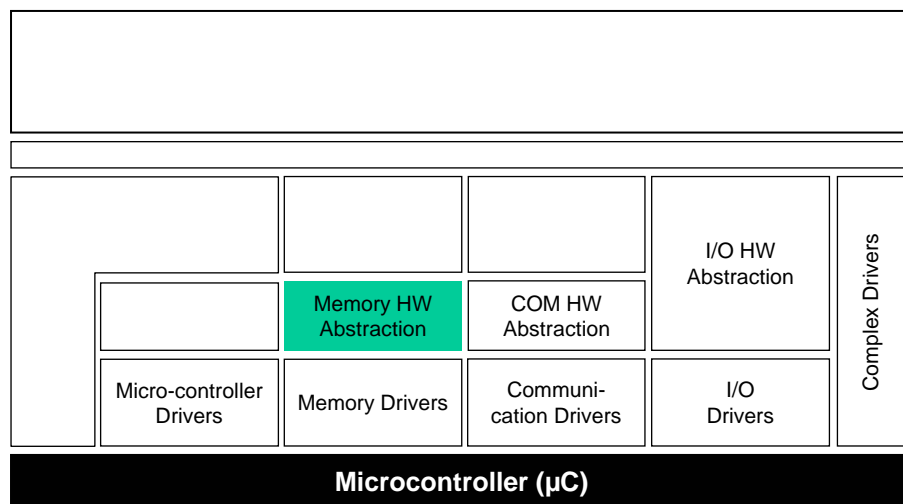 I/O HW
Abstraction
Complex Drivers
Memory HW
Abstraction
COM HW
Abstraction
Micro-controller
Drivers
Memory Drivers
Communi-
cation Drivers
I/O
Drivers
Microcontroller (µC)